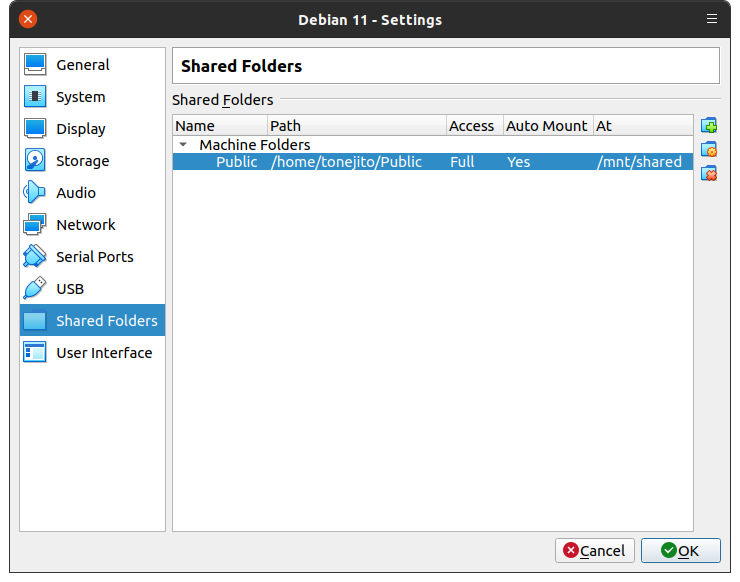 Debian 11 - Settings
General
System
Display
Storage
Audio
Network
Serial Ports
USB
Shared Folders
User Interface
Shared Folders
Shared Folders
Name Path Access Auto Mount At
Machine Folders
Public /home/tonejito/Public Full Yes /mnt/shared
Cancel OK